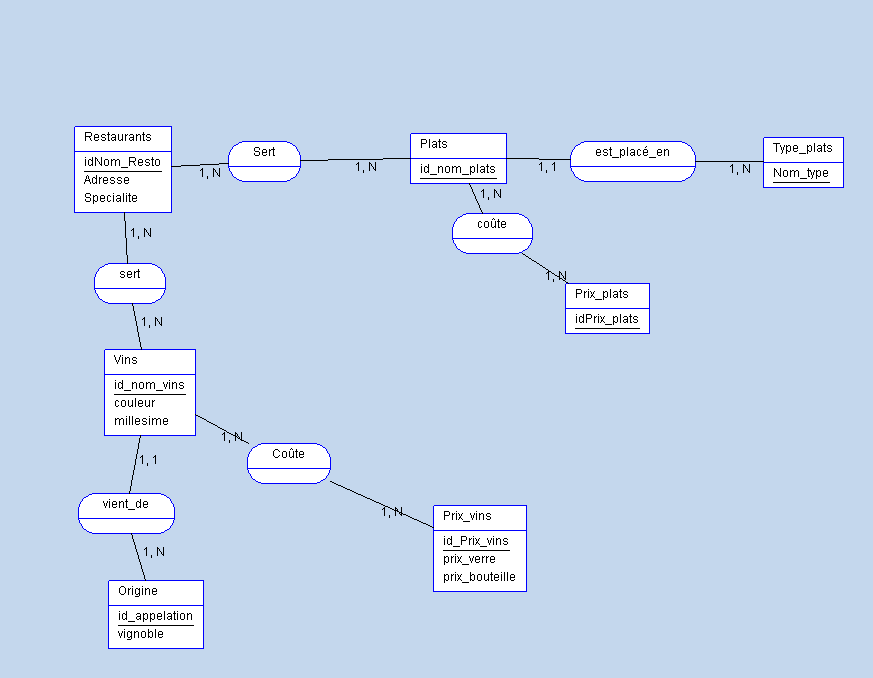 Restaurants
idNom_Resto
Adresse
Specialite
1, N
Sert
1, N
Plats
id_nom_plats
1, 1
est_placé_en
1, N
Type_plats
Nom_type
1, N
coûte
1, N
Prix_plats
idPrix_plats
1, N
sert
1, N
Vins
id_nom_vins
couleur
millesime
1, N
Coûte
1, N
Prix_vins
id_Prix_vins
prix_verre
prix_bouteille
1, 1
vient_de
1, N
Origine
id_appelation
vignoble